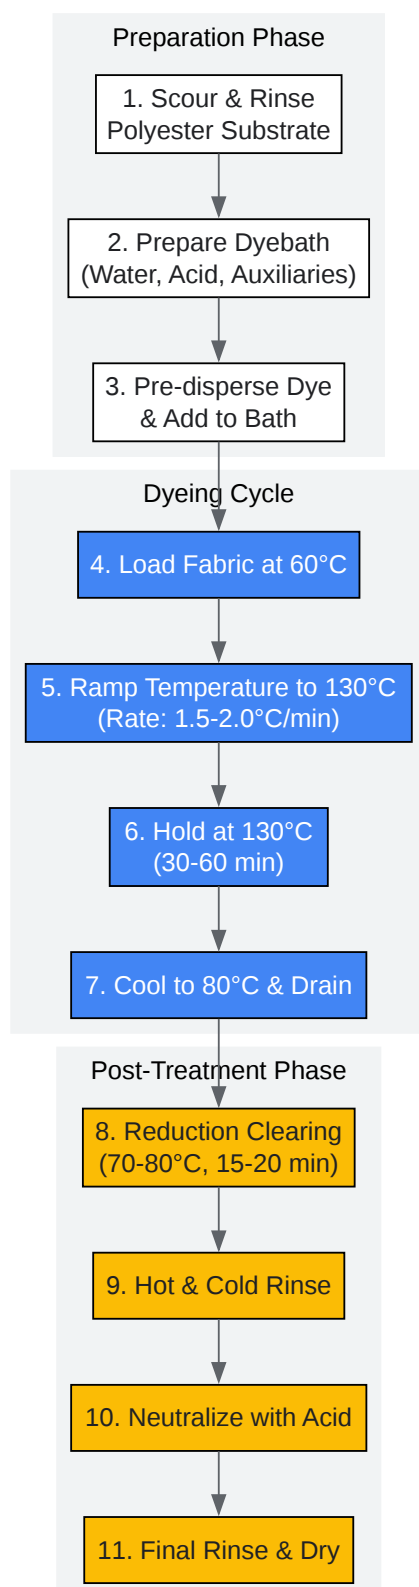 Preparation Phase
1. Scour & Rinse
Polyester Substrate
2. Prepare Dyebath
(Water, Acid, Auxiliaries)
3. Pre-disperse Dye
& Add to Bath
Dyeing Cycle
4. Load Fabric at 60°C
5. Ramp Temperature to 130°C
(Rate: 1.5-2.0°C/min)
6. Hold at 130°C
(30-60 min)
7. Cool to 80°C & Drain
Post-Treatment Phase
8. Reduction Clearing
(70-80°C, 15-20 min)
9. Hot & Cold Rinse
10. Neutralize with Acid
11. Final Rinse & Dry